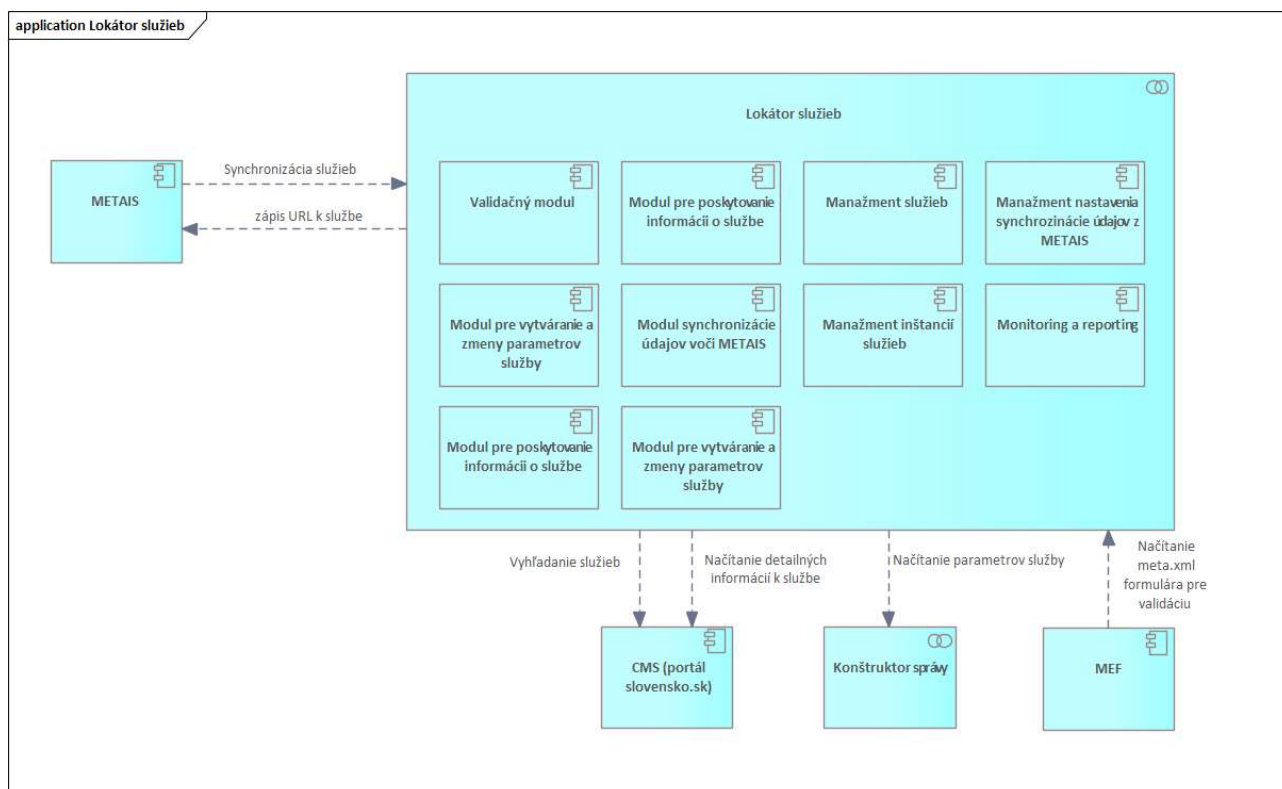 application Lokátor služieb
Lokátor služieb
METAIS
Synchronizácia služieb
zápis URL k službe
Validačný modul
Modul pre poskytovanie
informácii o službe
Manažment služieb
Manažment nastavenia
synchrozinácie údajov z
METAIS
Modul pre vytváranie a
zmeny parametrov
služby
Modul synchronizácie
údajov voči METAIS
Manažment inštancií
služieb
Monitoring a reporting
Modul pre poskytovanie
informácii o službe
Modul pre vytváranie a
zmeny parametrov
služby
Vyhľadanie služieb
Načítanie detailných
informácií k službe
Načítanie parametrov služby
Načítanie
meta.xml
formulára pre
validáciu
CMS (portál
slovensko.sk)
Konštruktor správy
MEF